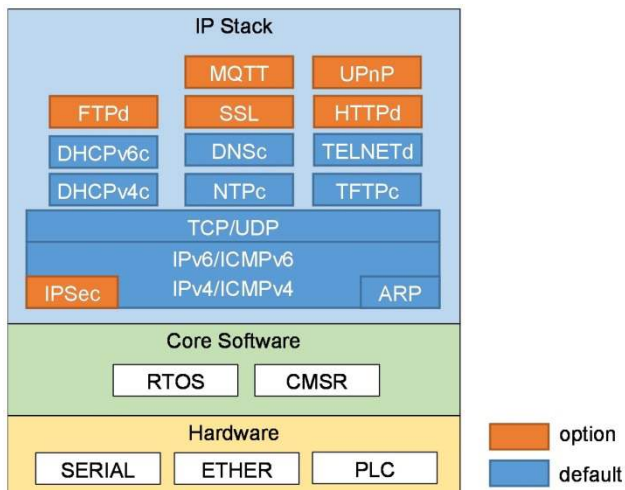 IP Stack
MQTT UPnP
FTPd SSL HTTPd
DHCPv6c DNSc TELNETd
DHCPv4c NTPc TFTPc
TCP/UDP
IPv6/ICMPv6
IPv4/ICMPv4
IPSec ARP
Core Software
RTOS CMSR
Hardware
SERIAL ETHER PLC
option
default